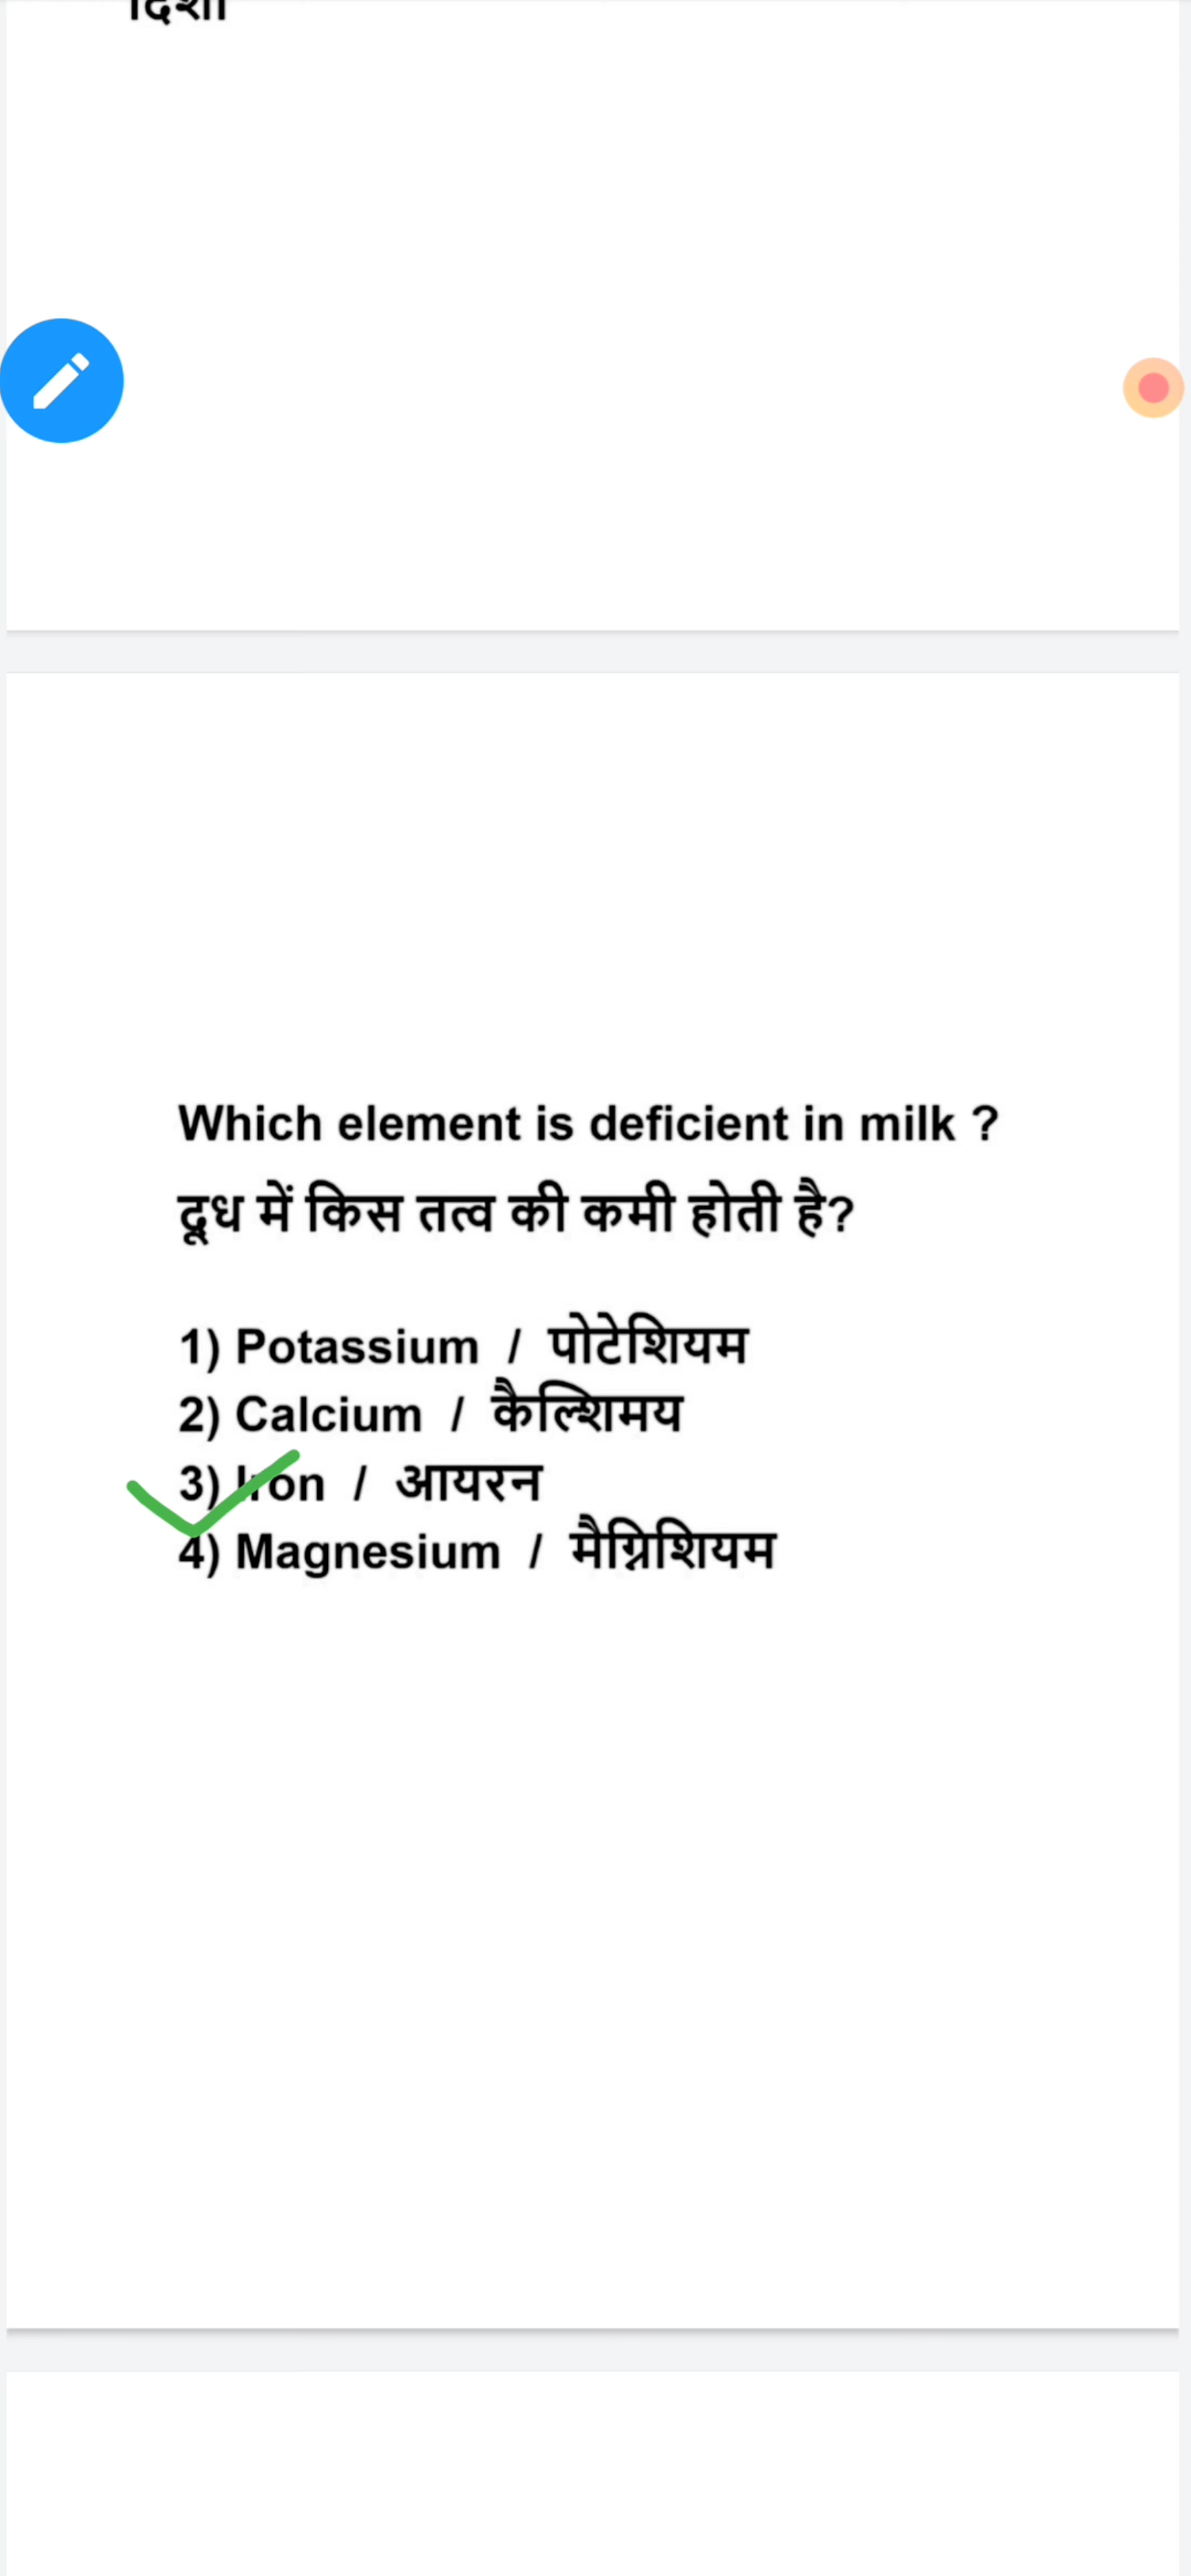 दिशा
Which element is deficient in milk ?
दूध में किस तत्व की कमी होती है?
1) Potassium / पोटेशियम
2) Calcium / कैल्शिमय
3) Iron / आयरन
4) Magnesium / मैग्निशियम